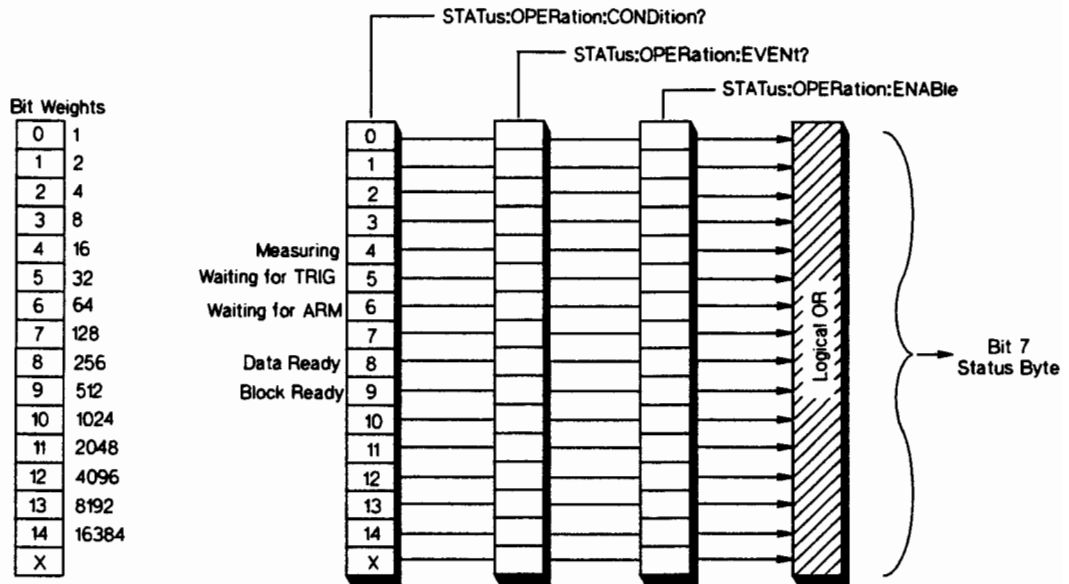 STATus:OPERation:CONDition?
STATus:OPERation:EVENt?
STATus:OPERation:ENABle
Bit Weights
0 1
1 2
2 4
3 8
4 16
5 32
6 64
7 128
8 256
9 512
10 1024
11 2048
12 4096
13 8192
14 16384
X
0
1
2
3
Measuring 4
Waiting for TRIG 5
Waiting for ARM 6
7
Data Ready 8
Block Ready 9
10
11
12
13
14
X
Logical OR
Bit 7
Status Byte